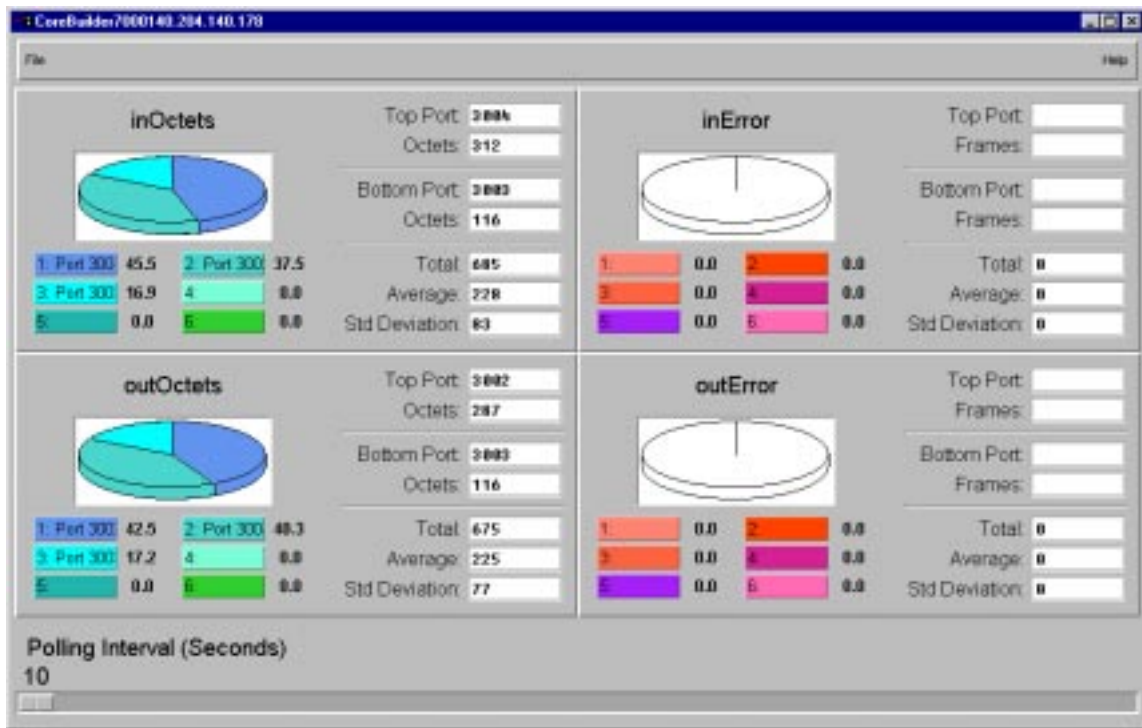 CoreBuilder7000140.204.140.178
File
Help
inOctets
Top Port: 3004
Octets: 312
Bottom Port: 3003
Octets: 116
1: Port 300 45.5 2: Port 300 37.5
3: Port 300 16.9 4: 0.0
5: 0.0 6: 0.0
Total: 685
Average: 228
Std Deviation: 83
inError
Top Port:
Frames:
Bottom Port:
Frames:
1: 0.0 2: 0.0
3: 0.0 4: 0.0
5: 0.0 6: 0.0
Total: 0
Average: 0
Std Deviation: 0
outOctets
Top Port: 3002
Octets: 287
Bottom Port: 3003
Octets: 116
1: Port 300 42.5 2: Port 300 40.3
3: Port 300 17.2 4: 0.0
5: 0.0 6: 0.0
Total: 675
Average: 225
Std Deviation: 77
outError
Top Port:
Frames:
Bottom Port:
Frames:
1: 0.0 2: 0.0
3: 0.0 4: 0.0
5: 0.0 6: 0.0
Total: 0
Average: 0
Std Deviation: 0
Polling Interval (Seconds)
10